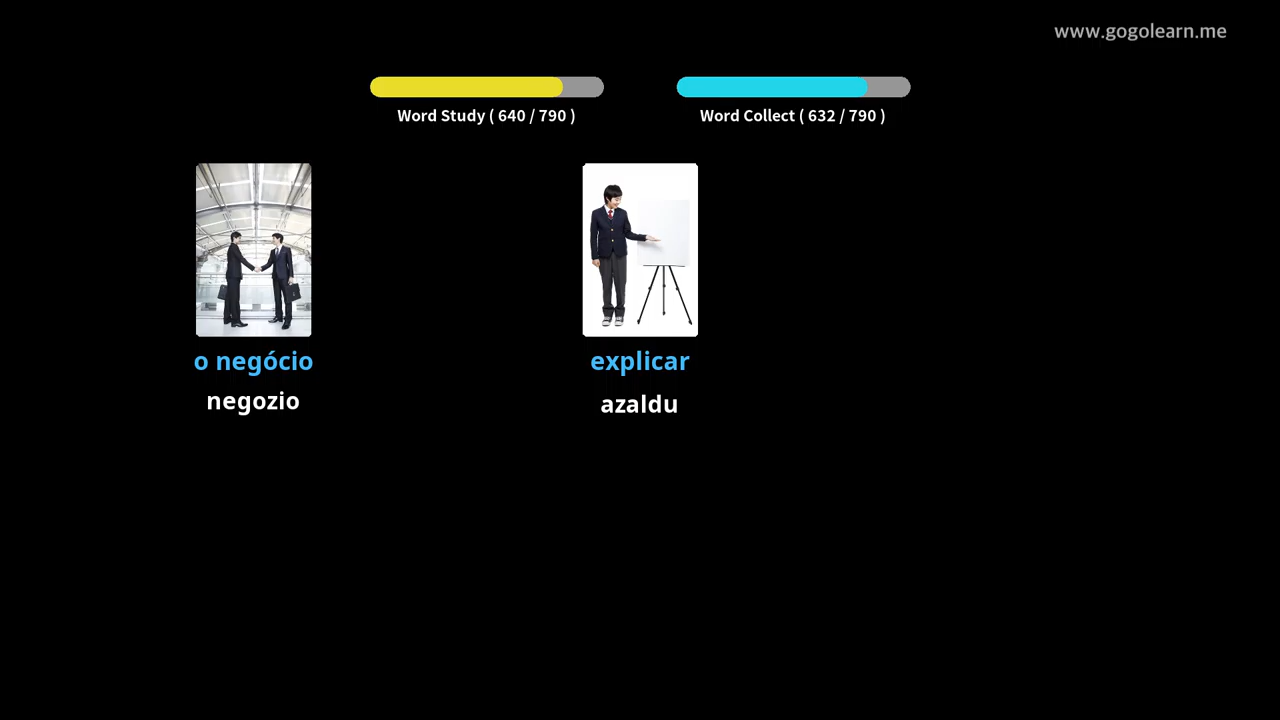 www.gogolearn.me
Word Study ( 640 / 790 )
Word Collect ( 632 / 790 )
o negócio
negozio
explicar
azaldu